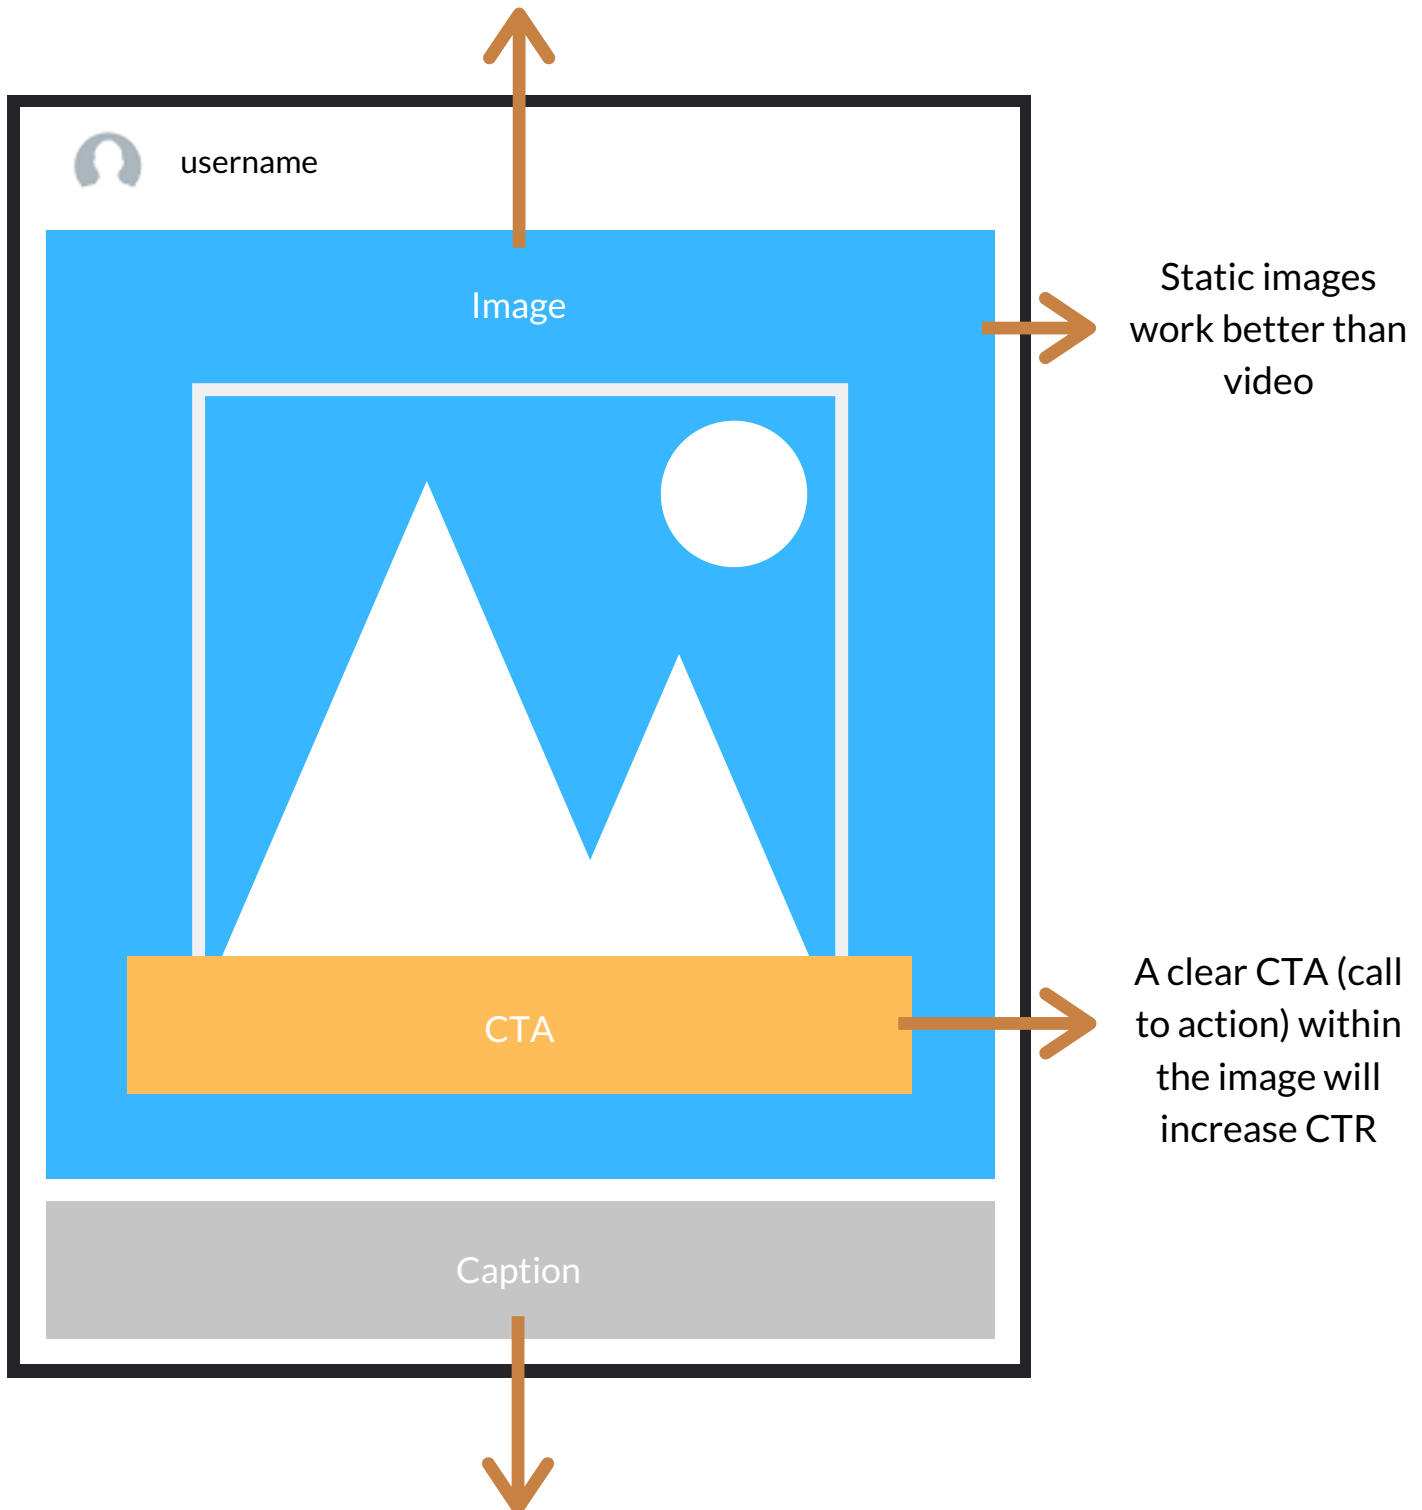 username
Image
Static images
work better than
video
CTA
A clear CTA (call
to action) within
the image will
increase CTR
Caption